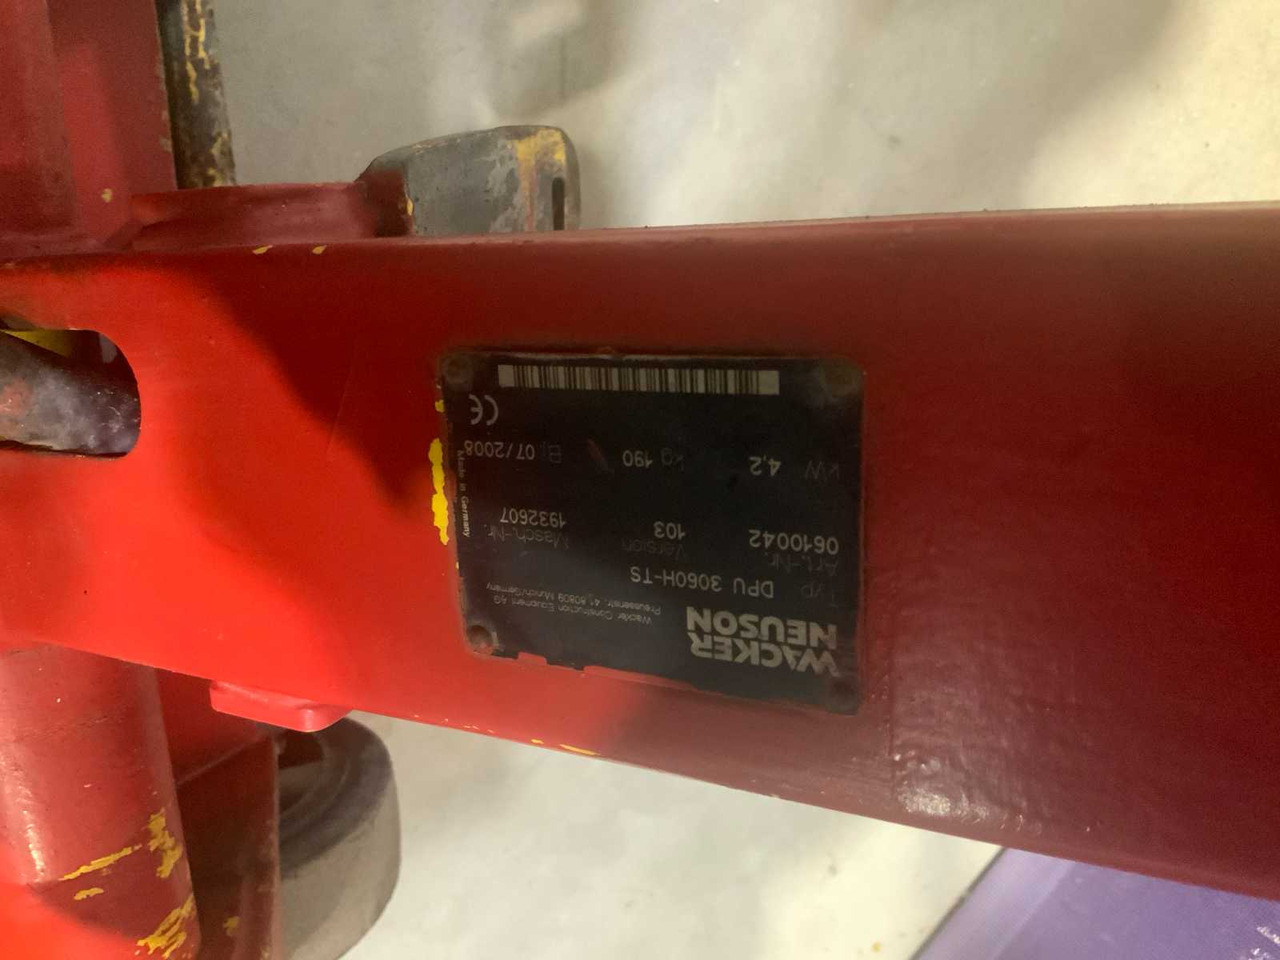 WACKER
NEUSON
Wacker Construction Equipment AG
Preussenstr. 41, 80809 Munich/Germany
Typ DPU 3060H-TS
Art.-Nr. Version Masch.-Nr.
0610042 103 1932607
kW 4,2 kg 190 Bj 07/2008
Made in Germany
CE